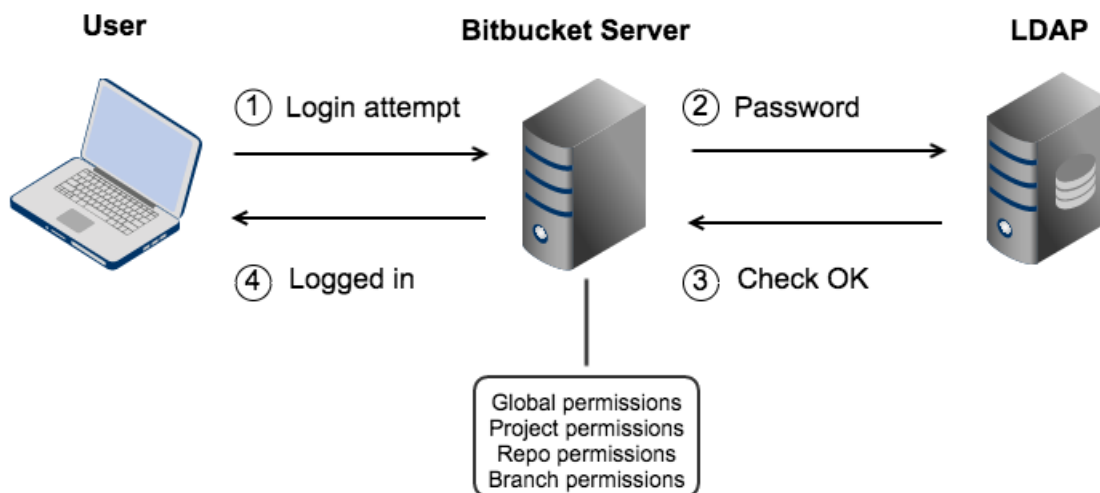 User
Bitbucket Server
LDAP
① Login attempt
② Password
④ Logged in
③ Check OK
Global permissions
Project permissions
Repo permissions
Branch permissions